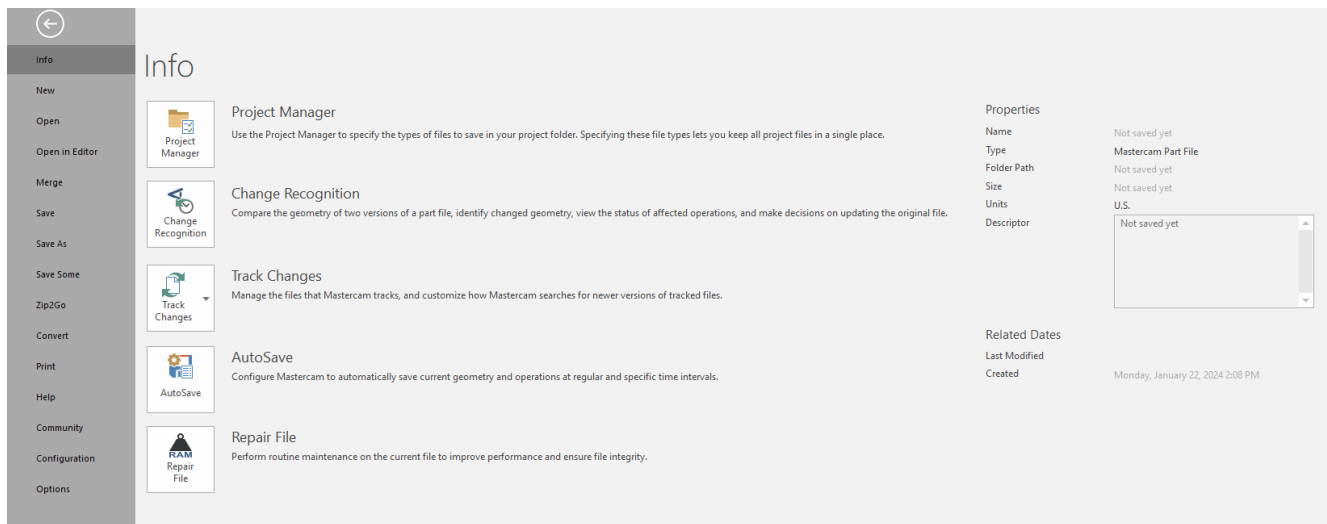 Info
New
Open
Open in Editor
Merge
Save
Save As
Save Some
Zip2Go
Convert
Print
Help
Community
Configuration
Options
Info
Project
Manager
Project Manager
Use the Project Manager to specify the types of files to save in your project folder. Specifying these file types lets you keep all project files in a single place.
Change
Recognition
Change Recognition
Compare the geometry of two versions of a part file, identify changed geometry, view the status of affected operations, and make decisions on updating the original file.
Track
Changes
Track Changes
Manage the files that Mastercam tracks, and customize how Mastercam searches for newer versions of tracked files.
AutoSave
AutoSave
Configure Mastercam to automatically save current geometry and operations at regular and specific time intervals.
RAM
Repair
File
Repair File
Perform routine maintenance on the current file to improve performance and ensure file integrity.
Properties
Name Not saved yet
Type Mastercam Part File
Folder Path Not saved yet
Size Not saved yet
Units U.S.
Descriptor Not saved yet
Related Dates
Last Modified
Created Monday, January 22, 2024 2:08 PM